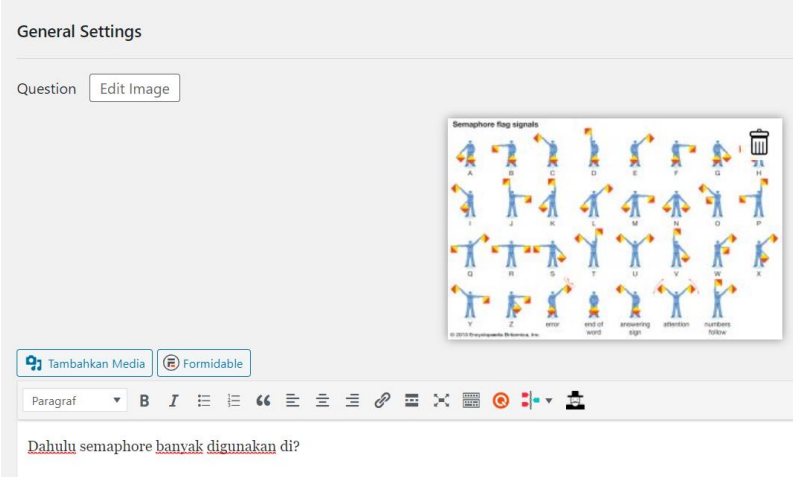 General Settings
Question Edit Image
Semaphore flag signals
A B C D E F G H
I J K L M N O P
Q R S T U V W X
Y Z error end of word answering sign attention numbers follow
© 2010 Encyclopaedia Britannica, Inc.
Tambahkan Media Formidable
Paragraf B I
Dahulu semaphore banyak digunakan di?